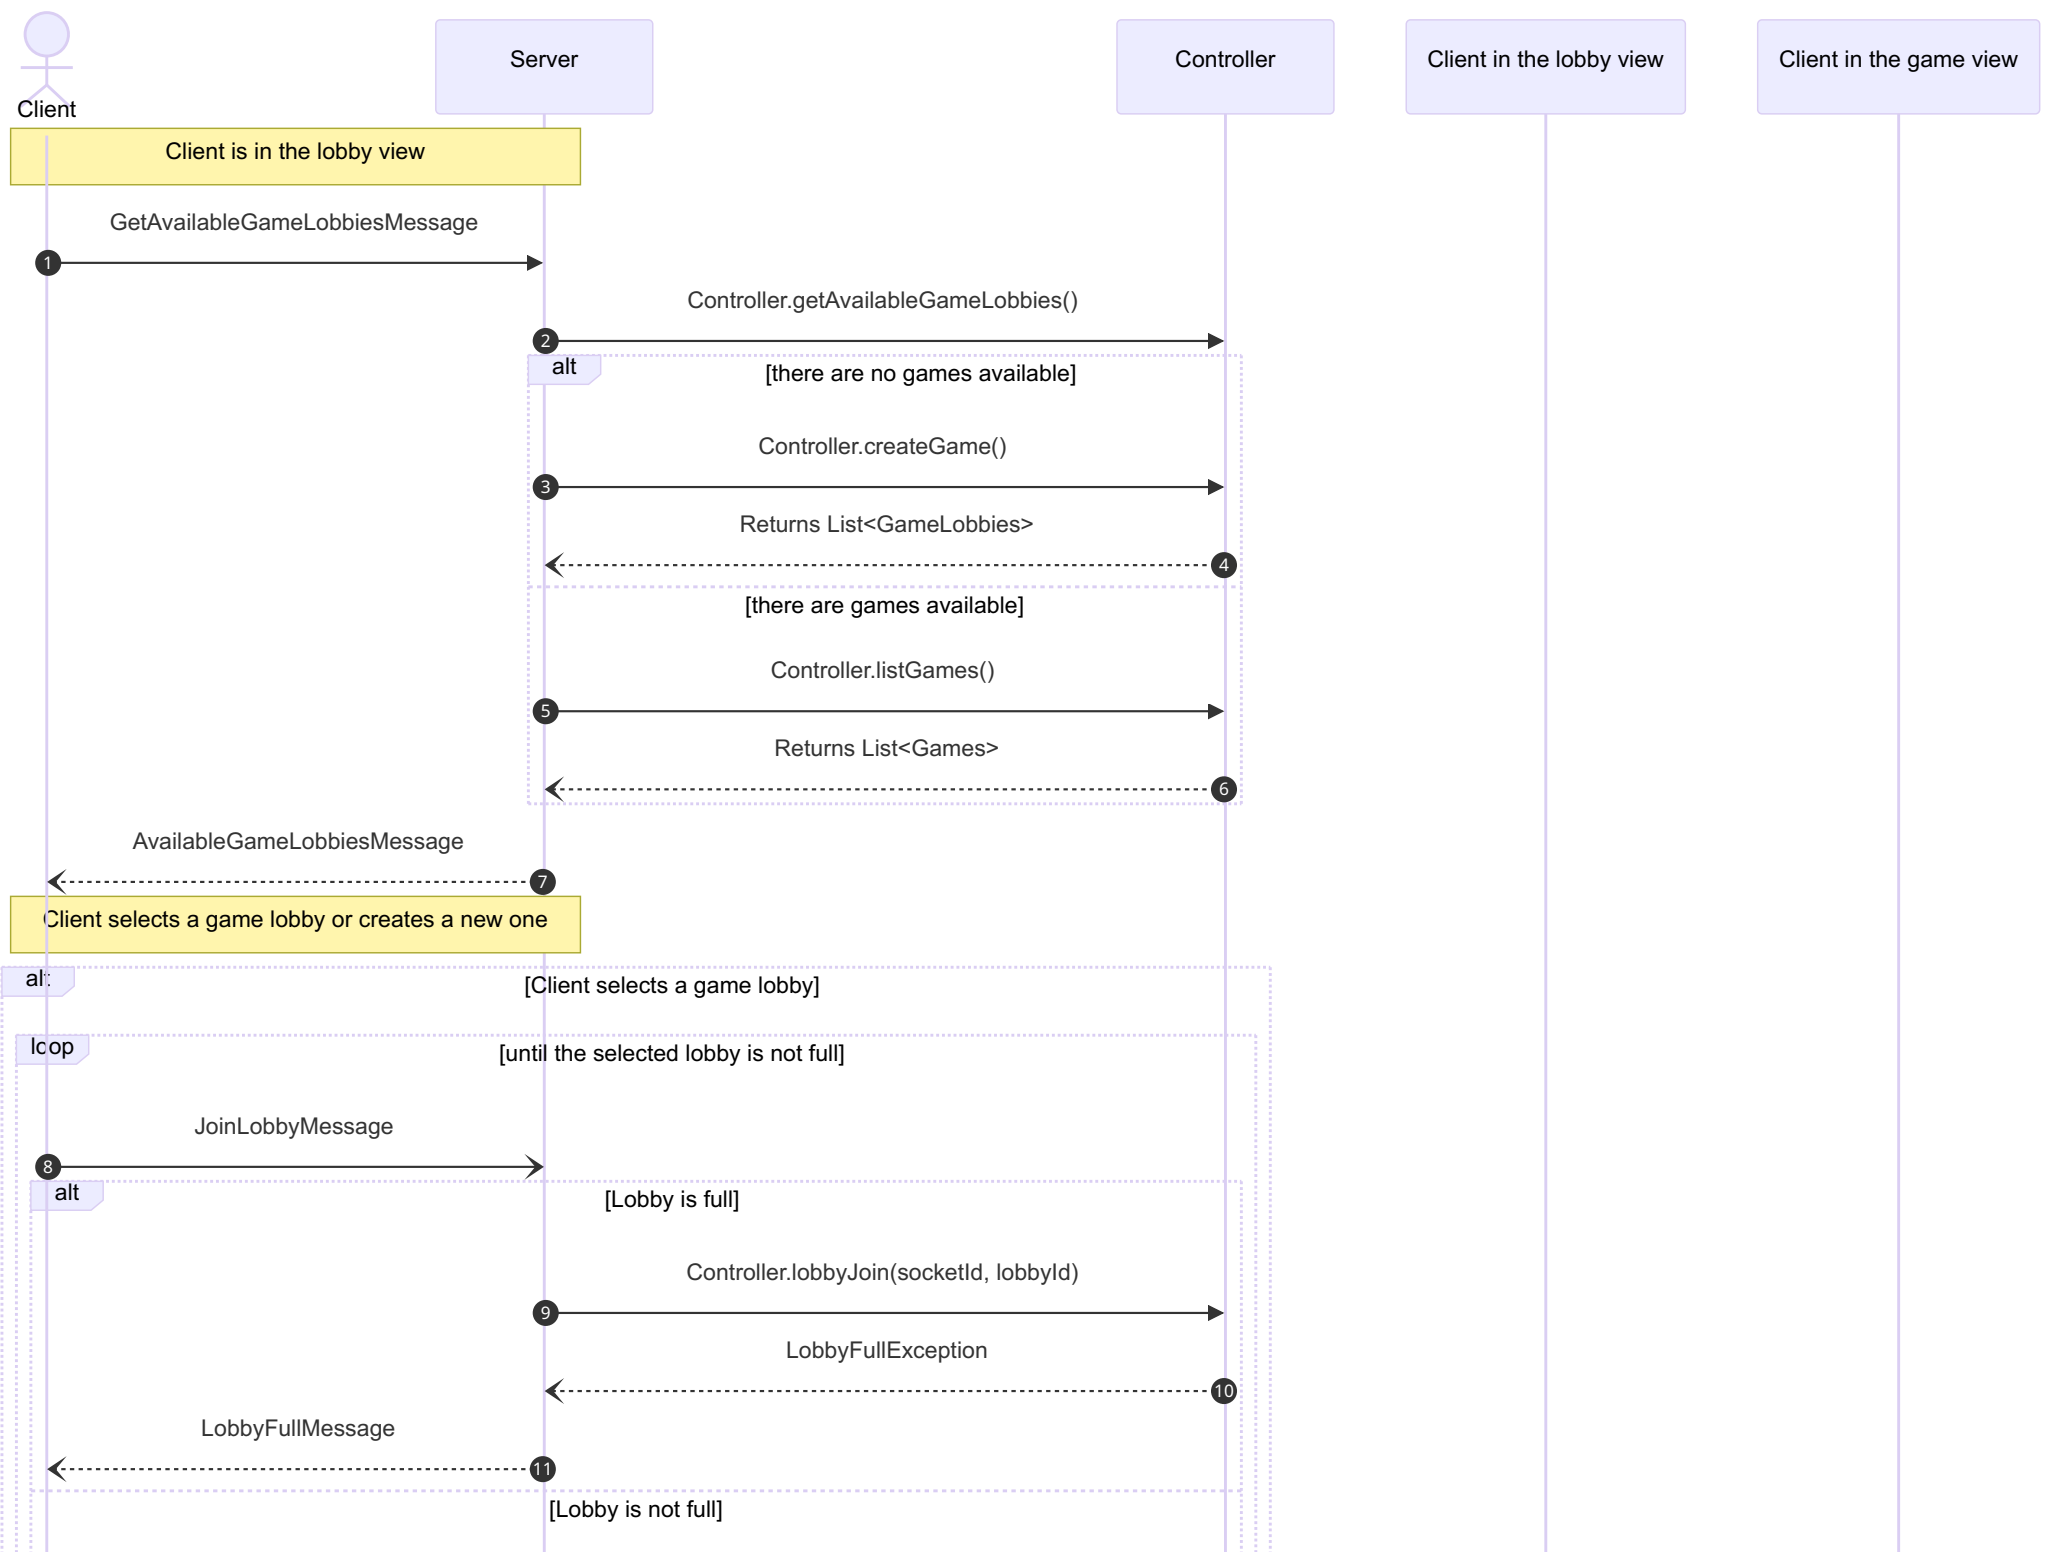 Client
Server
Controller
Client in the lobby view
Client in the game view
Client is in the lobby view
GetAvailableGameLobbiesMessage
1
Controller.getAvailableGameLobbies()
2
alt
[there are no games available]
Controller.createGame()
3
Returns List<GameLobbies>
4
[there are games available]
Controller.listGames()
5
Returns List<Games>
6
AvailableGameLobbiesMessage
7
Client selects a game lobby or creates a new one
alt
[Client selects a game lobby]
loop
[until the selected lobby is not full]
JoinLobbyMessage
8
alt
[Lobby is full]
Controller.lobbyJoin(socketId, lobbyId)
9
LobbyFullException
10
LobbyFullMessage
11
[Lobby is not full]